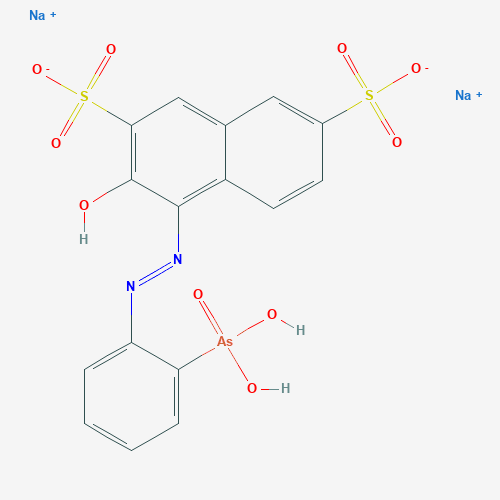 Na +
O O O -
O - S S Na +
O O
O
H N
N O O H
As
O H